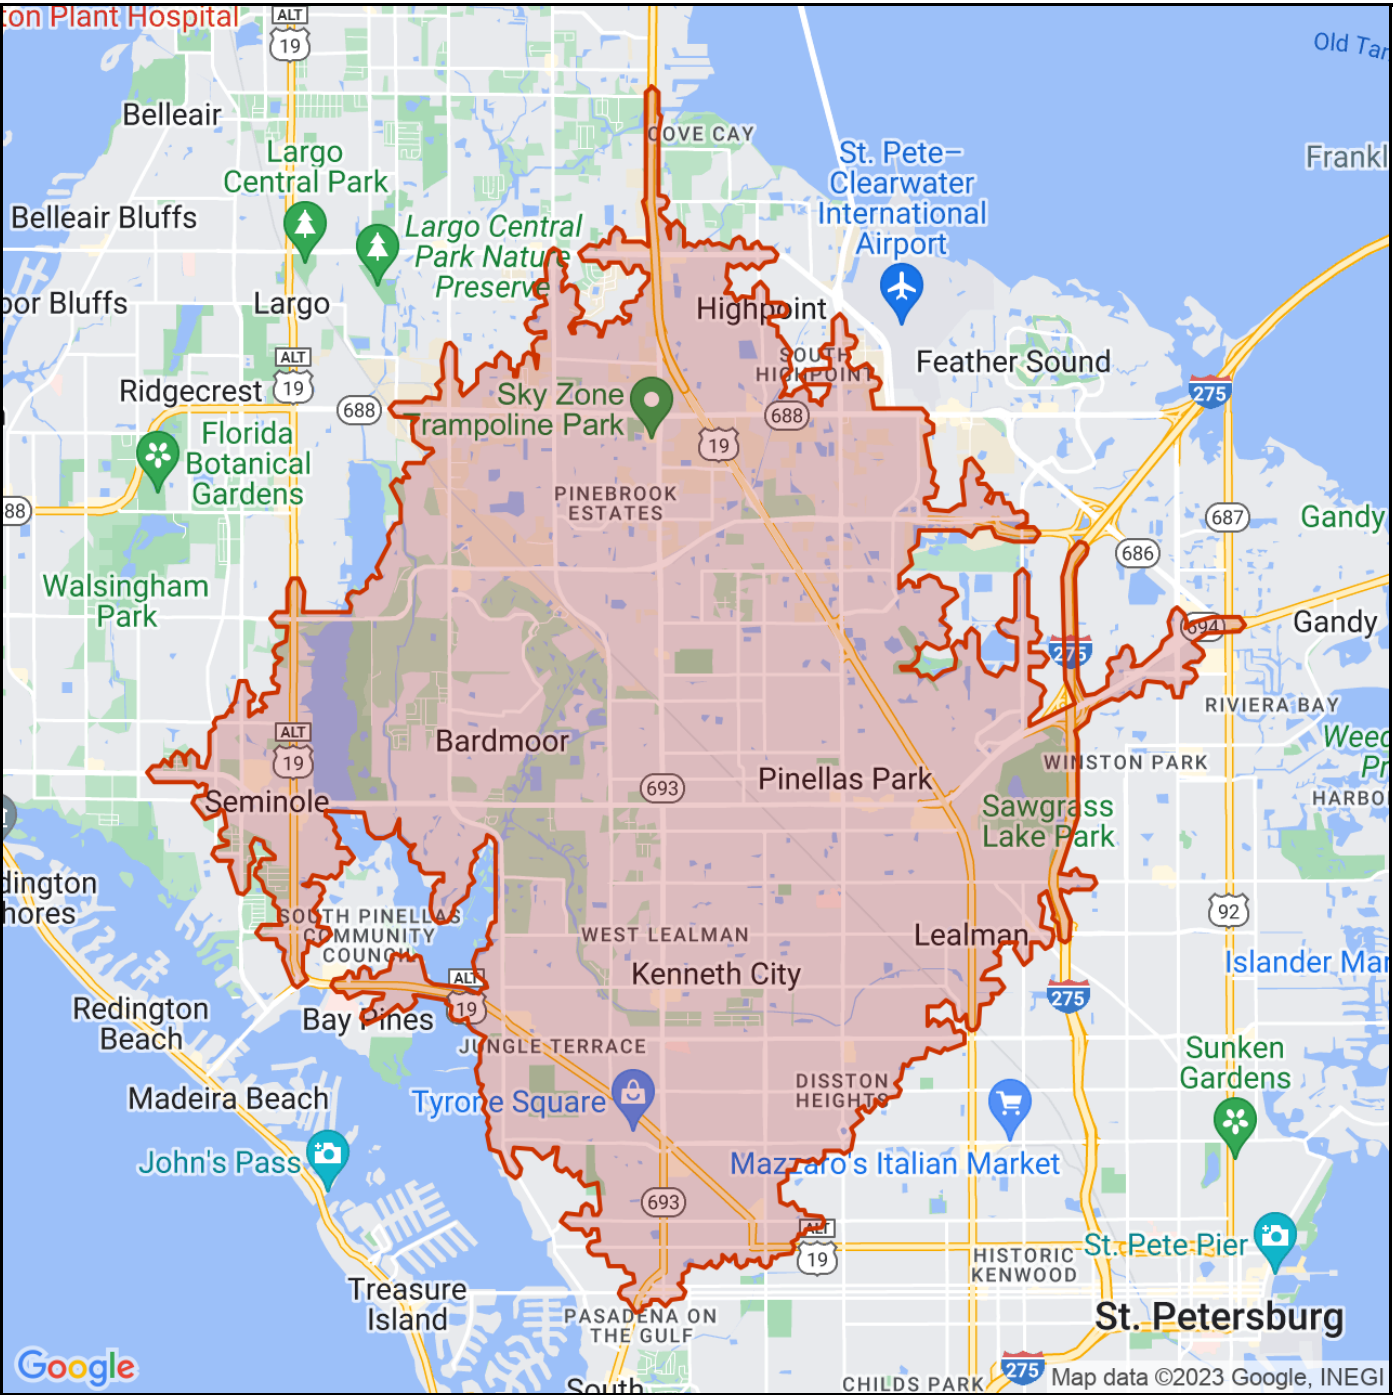 ton Plant Hospital
ALT
19
Old Tam
Belleair
COVE CAY
Largo
Central Park
St. Pete–
Clearwater
International
Airport
Frankl
Belleair Bluffs
Largo Central
Park Nature
Preserve
oor Bluffs
Largo
Highpoint
ALT
19
SOUTH
HIGHPOINT
Feather Sound
275
Ridgecrest
688
Sky Zone
Trampoline Park
688
19
Florida
Botanical
Gardens
PINEBROOK
ESTATES
88
687
Gandy
686
Walsingham
Park
694
Gandy
275
RIVIERA BAY
ALT
19
Bardmoor
Weed
Pr
WINSTON PARK
693
Pinellas Park
Seminole
Sawgrass
Lake Park
HARBO
dington
hores
SOUTH PINELLAS
COMMUNITY
COUNCIL
92
WEST LEALMAN
Lealman
Kenneth City
Islander Mar
ALT
19
275
Redington
Beach
Bay Pines
JUNGLE TERRACE
Sunken
Gardens
Madeira Beach
Tyrone Square
DISSTON
HEIGHTS
John's Pass
Mazzaro's Italian Market
693
ALT
19
St. Pete Pier
HISTORIC
KENWOOD
Treasure
Island
PASADENA ON
THE GULF
St. Petersburg
Google
South
CHILDS PARK
275
Map data ©2023 Google, INEGI